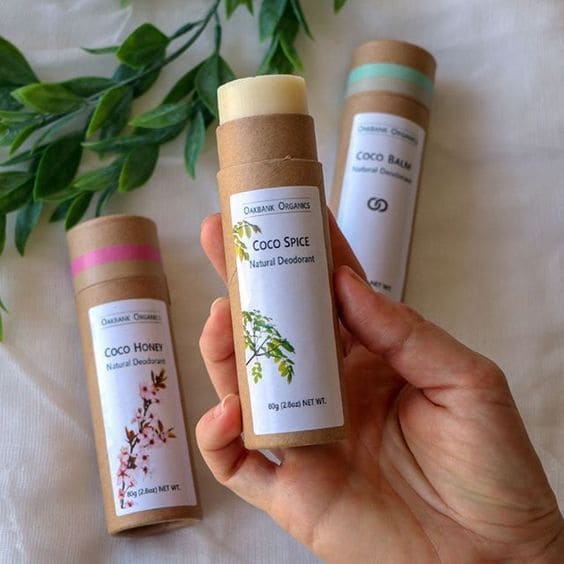 OAKBANK ORGANICS
COCO SPICE
Natural Deodorant
80g (2.8oz) NET WT.
OAKBANK ORGANICS
COCO HONEY
Natural Deodorant
80g (2.8oz) NET WT.
OAKBANK ORGANICS
COCO BALM
Natural Deodorant
NET WT.